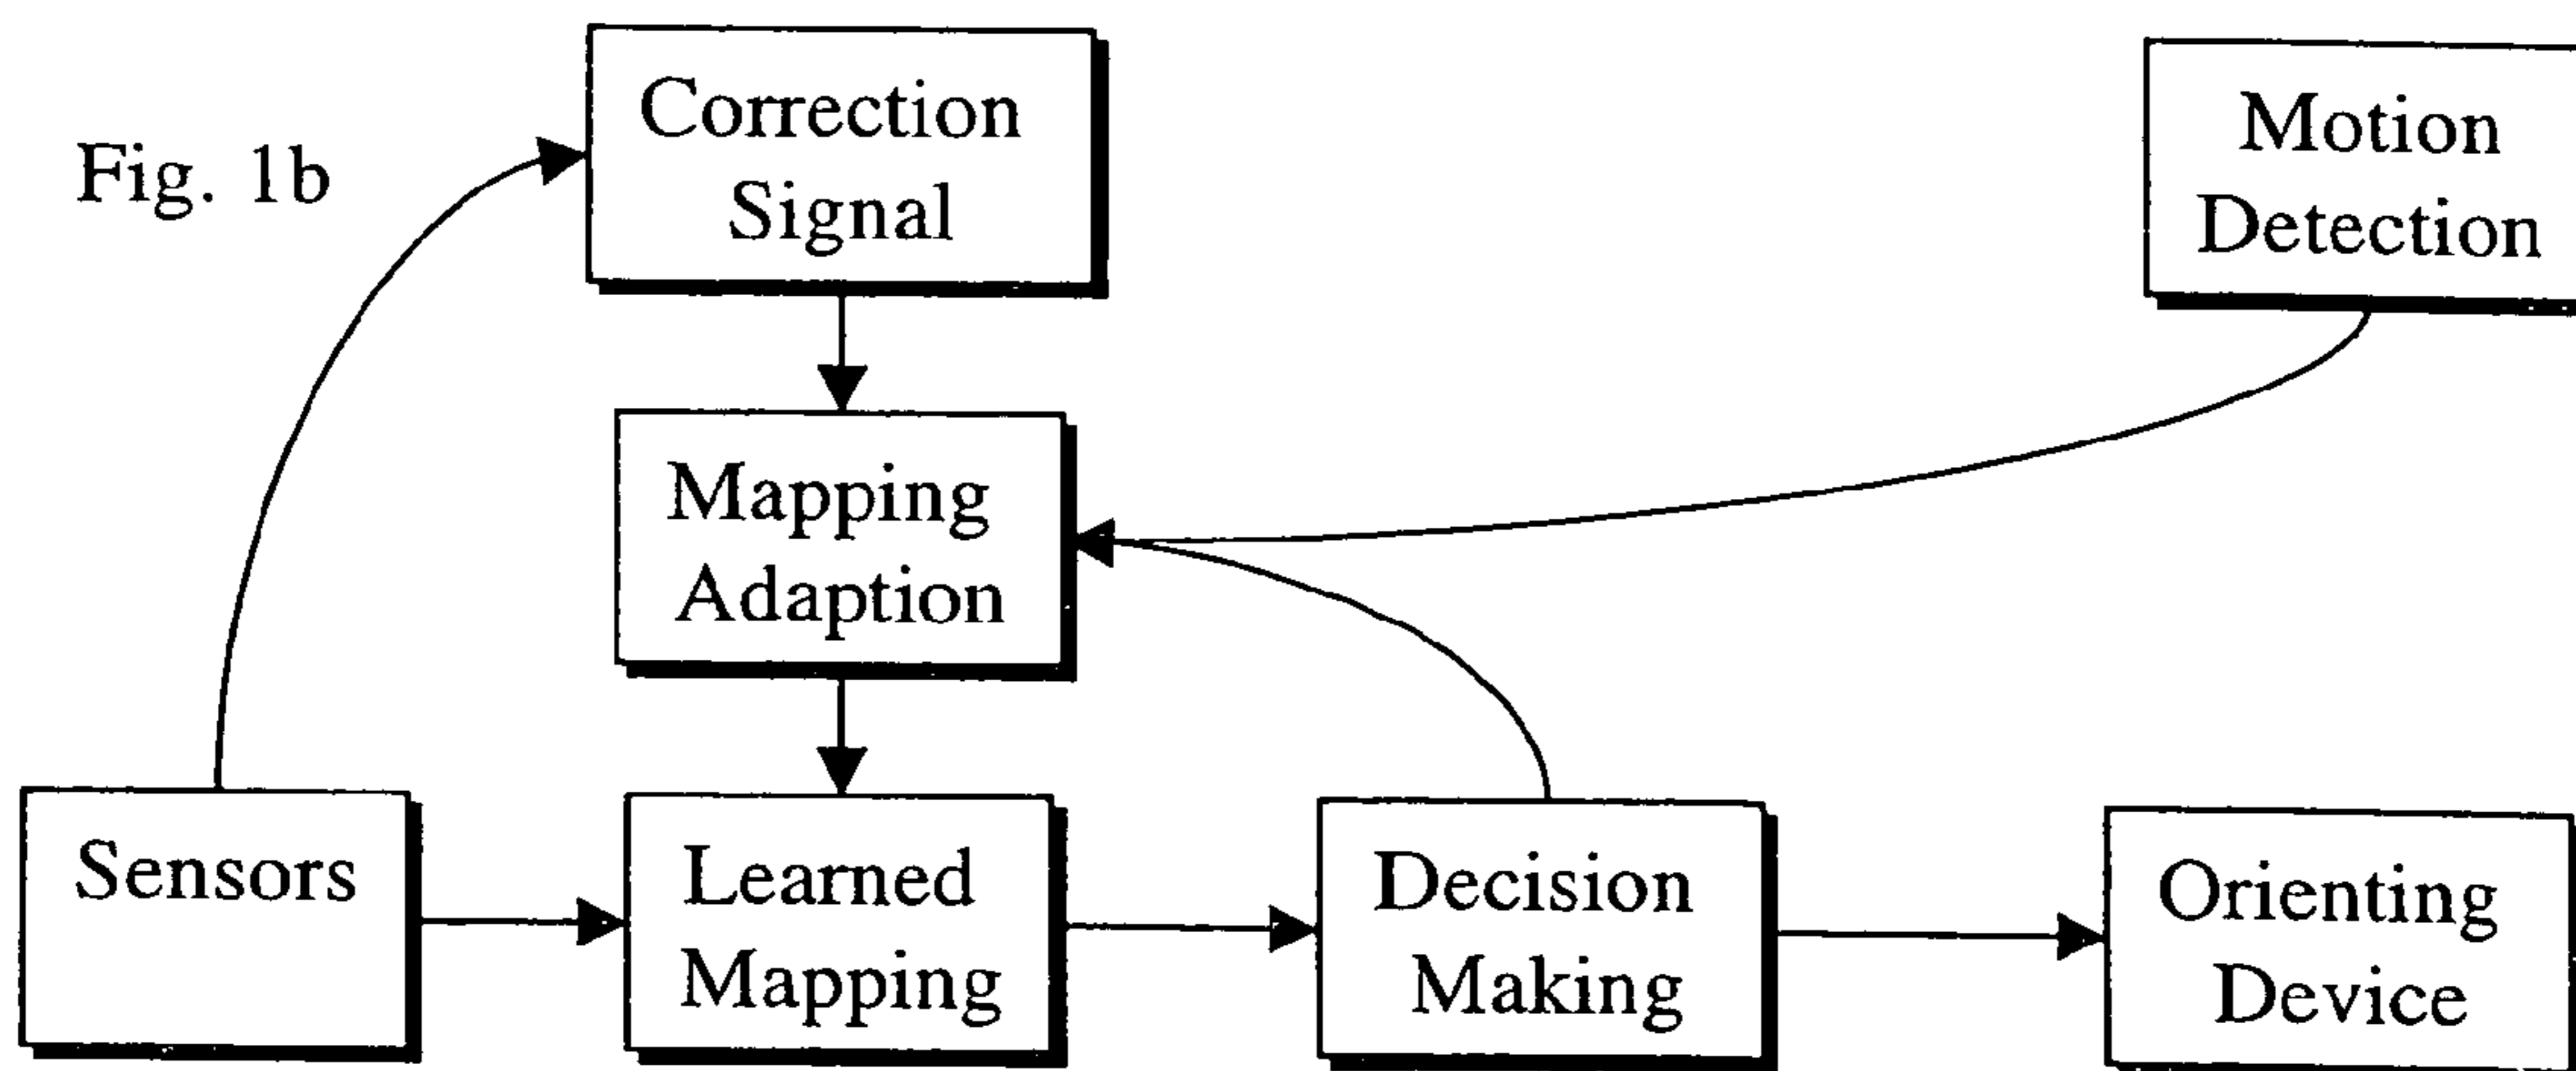 Fig. 1b
Correction
Signal
Motion
Detection
Mapping
Adaption
Sensors
Learned
Mapping
Decision
Making
Orienting
Device